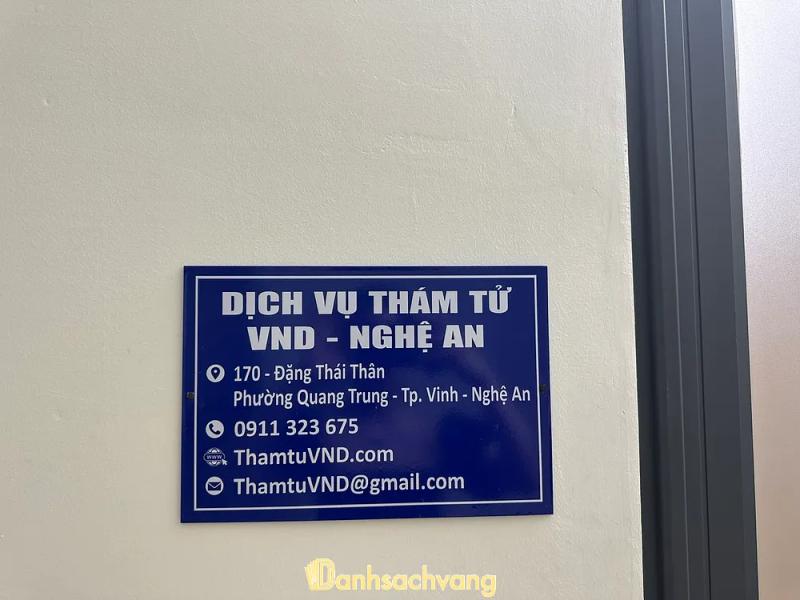 DỊCH VỤ THÁM TỬ
VND - NGHỆ AN
170 - Đặng Thái Thân
Phường Quang Trung - Tp. Vinh - Nghệ An
0911 323 675
www
ThamtuVND.com
ThamtuVND@gmail.com
Danhsachvang